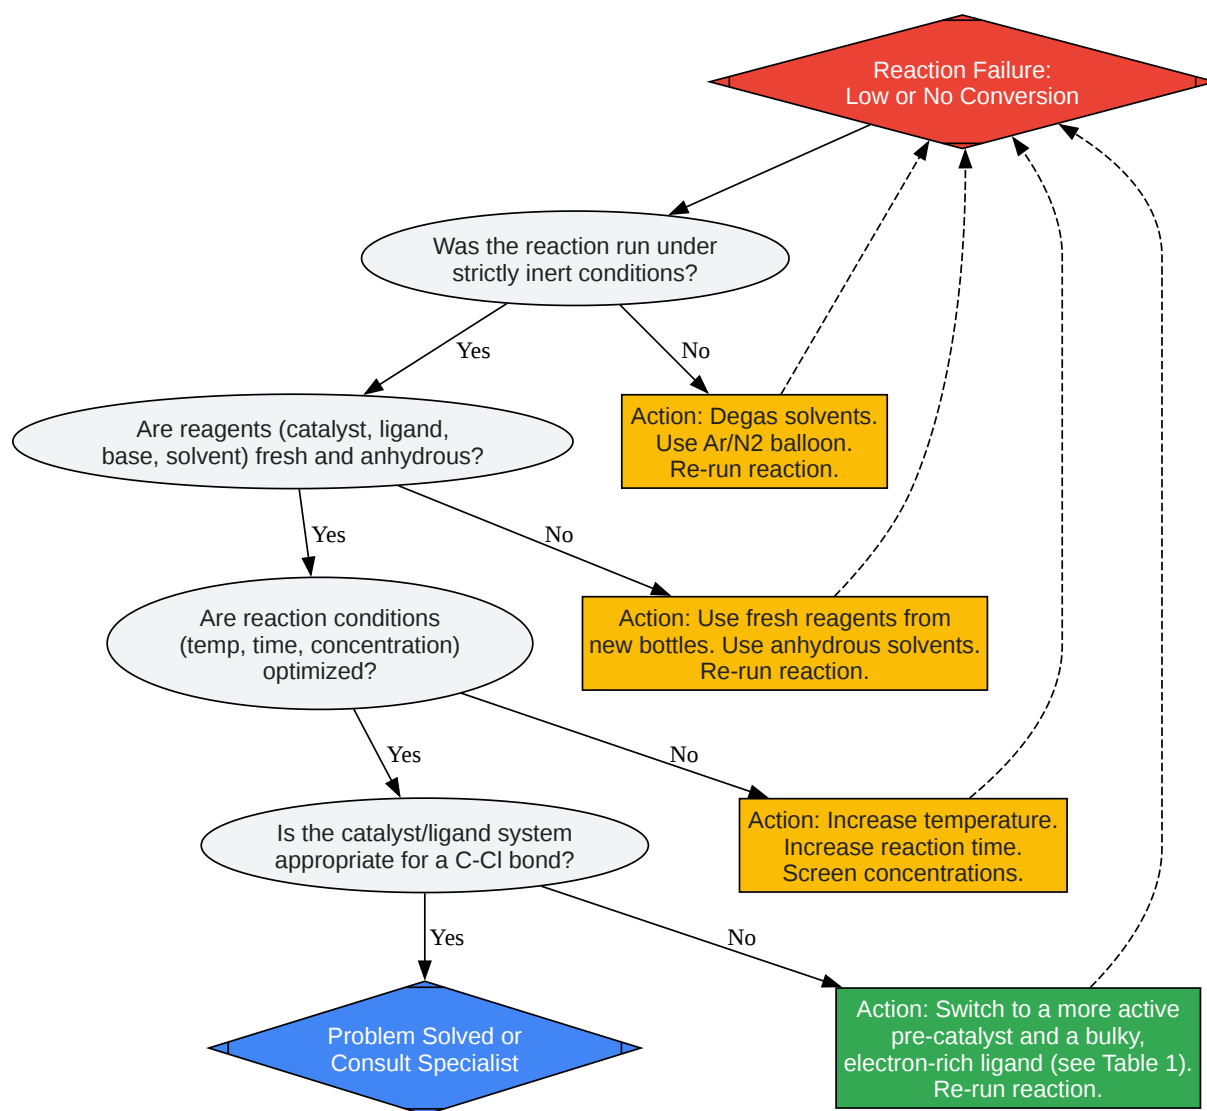 Reaction Failure:
Low or No Conversion
Was the reaction run under
strictly inert conditions?
Yes
No
Are reagents (catalyst, ligand,
base, solvent) fresh and anhydrous?
Action: Degas solvents.
Use Ar/N2 balloon.
Re-run reaction.
Yes
No
Are reaction conditions
(temp, time, concentration)
optimized?
Action: Use fresh reagents from
new bottles. Use anhydrous solvents.
Re-run reaction.
Yes
No
Is the catalyst/ligand system
appropriate for a C-Cl bond?
Action: Increase temperature.
Increase reaction time.
Screen concentrations.
Yes
No
Problem Solved or
Consult Specialist
Action: Switch to a more active
pre-catalyst and a bulky,
electron-rich ligand (see Table 1).
Re-run reaction.